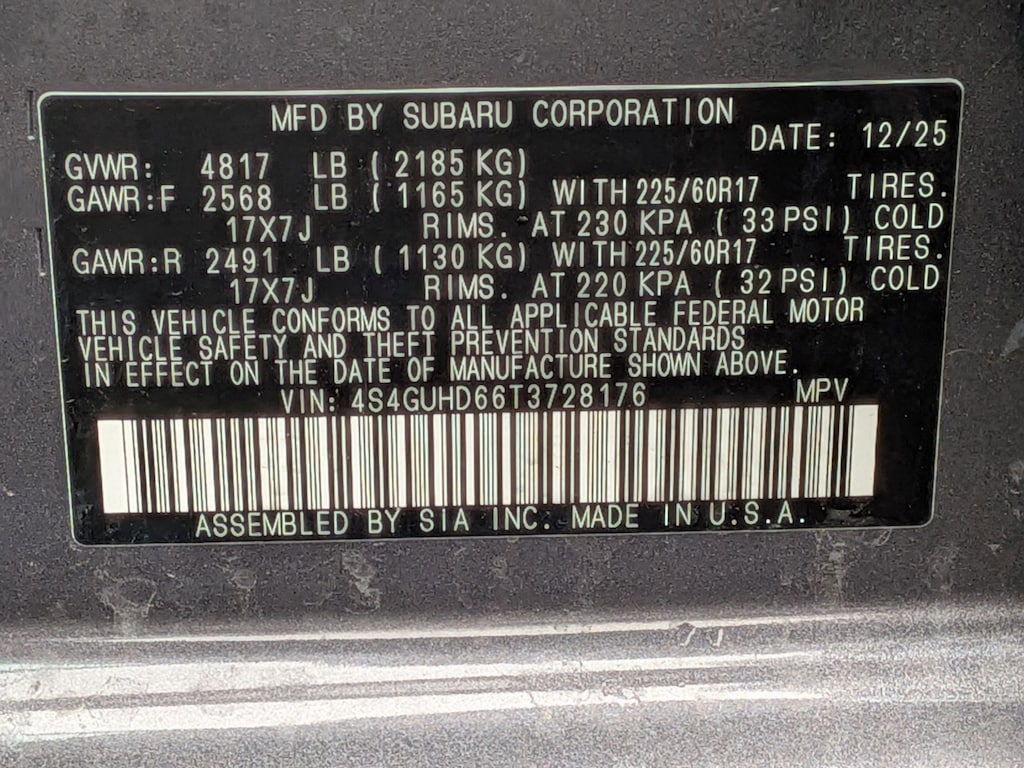 MFD BY SUBARU CORPORATION
DATE: 12/25
GVWR: 4817 LB ( 2185 KG)
GAWR:F 2568 LB ( 1165 KG) WITH 225/60R17 TIRES.
17X7J RIMS. AT 230 KPA ( 33 PSI) COLD
GAWR:R 2491 LB ( 1130 KG) WITH 225/60R17 TIRES.
17X7J RIMS. AT 220 KPA ( 32 PSI) COLD
THIS VEHICLE CONFORMS TO ALL APPLICABLE FEDERAL MOTOR
VEHICLE SAFETY AND THEFT PREVENTION STANDARDS
IN EFFECT ON THE DATE OF MANUFACTURE SHOWN ABOVE.
VIN: 4S4GUHD66T3728176 MPV
ASSEMBLED BY SIA INC. MADE IN U.S.A.